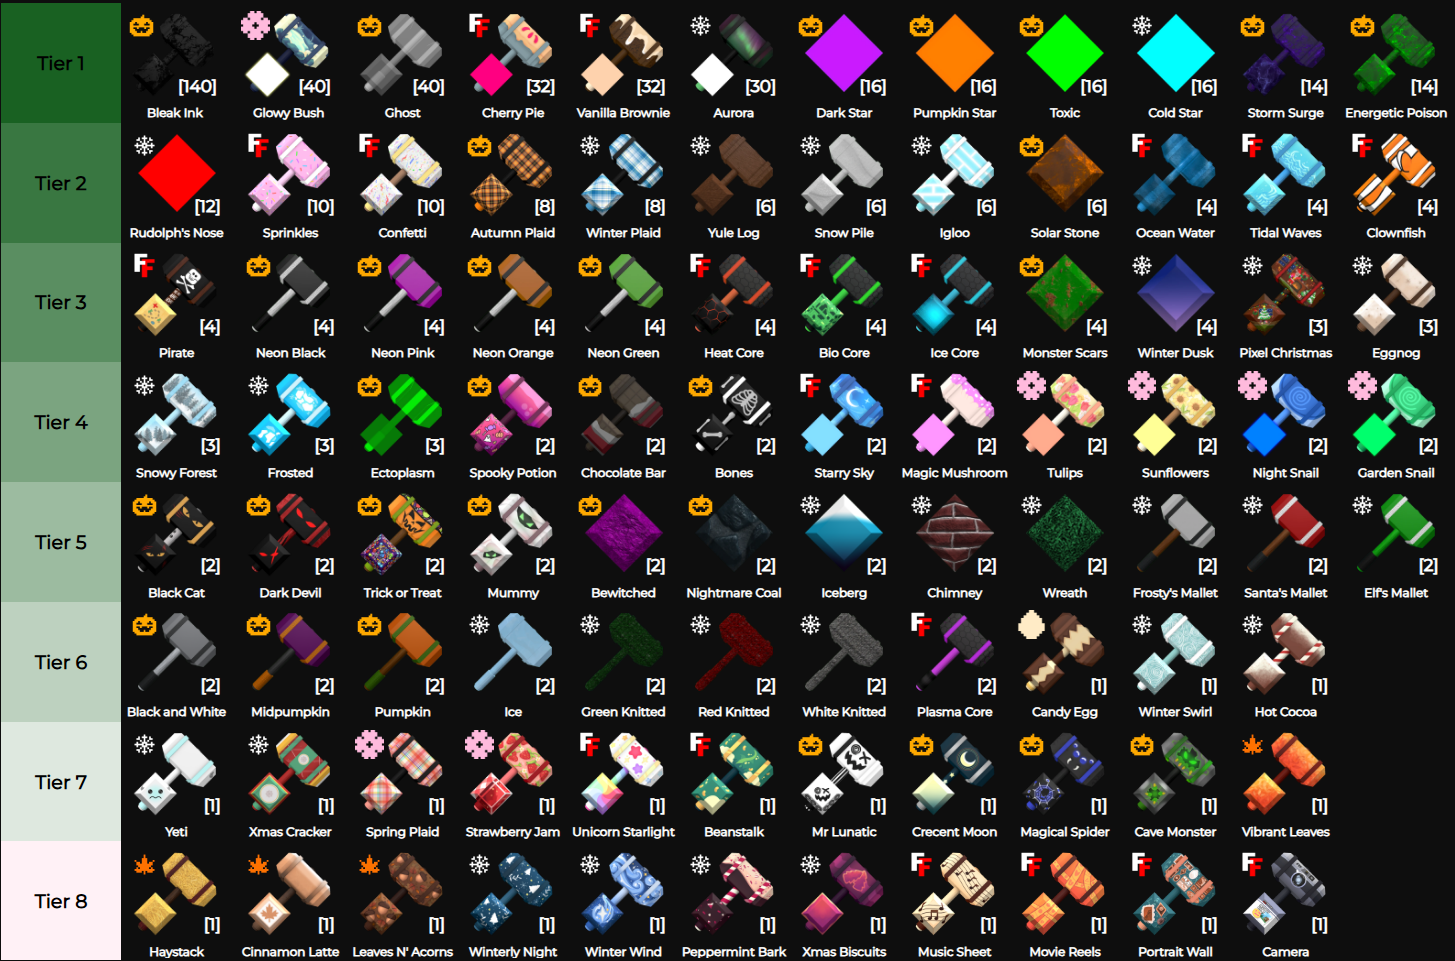 Tier 1
[140] [40] [40] [32] [32] [30] [16] [16] [16] [16] [14] [14]
Bleak Ink Glowy Bush Ghost Cherry Pie Vanilla Brownie Aurora Dark Star Pumpkin Star Toxic Cold Star Storm Surge Energetic Poison
Tier 2
[12] [10] [10] [8] [8] [6] [6] [6] [6] [4] [4] [4]
Rudolph's Nose Sprinkles Confetti Autumn Plaid Winter Plaid Yule Log Snow Pile Igloo Solar Stone Ocean Water Tidal Waves Clownfish
Tier 3
[4] [4] [4] [4] [4] [4] [4] [4] [4] [4] [3] [3]
Pirate Neon Black Neon Pink Neon Orange Neon Green Heat Core Bio Core Ice Core Monster Scars Winter Dusk Pixel Christmas Eggnog
Tier 4
[3] [3] [3] [2] [2] [2] [2] [2] [2] [2] [2] [2]
Snowy Forest Frosted Ectoplasm Spooky Potion Chocolate Bar Bones Starry Sky Magic Mushroom Tulips Sunflowers Night Snail Garden Snail
Tier 5
[2] [2] [2] [2] [2] [2] [2] [2] [2] [2] [2] [2]
Black Cat Dark Devil Trick or Treat Mummy Bewitched Nightmare Coal Iceberg Chimney Wreath Frosty's Mallet Santa's Mallet Elf's Mallet
Tier 6
[2] [2] [2] [2] [2] [2] [2] [2] [1] [1] [1]
Black and White Midpumpkin Pumpkin Ice Green Knitted Red Knitted White Knitted Plasma Core Candy Egg Winter Swirl Hot Cocoa
Tier 7
[1] [1] [1] [1] [1] [1] [1] [1] [1] [1] [1]
Yeti Xmas Cracker Spring Plaid Strawberry Jam Unicorn Starlight Beanstalk Mr Lunatic Crecent Moon Magical Spider Cave Monster Vibrant Leaves
Tier 8
[1] [1] [1] [1] [1] [1] [1] [1] [1] [1] [1]
Haystack Cinnamon Latte Leaves N' Acorns Winterly Night Winter Wind Peppermint Bark Xmas Biscuits Music Sheet Movie Reels Portrait Wall Camera